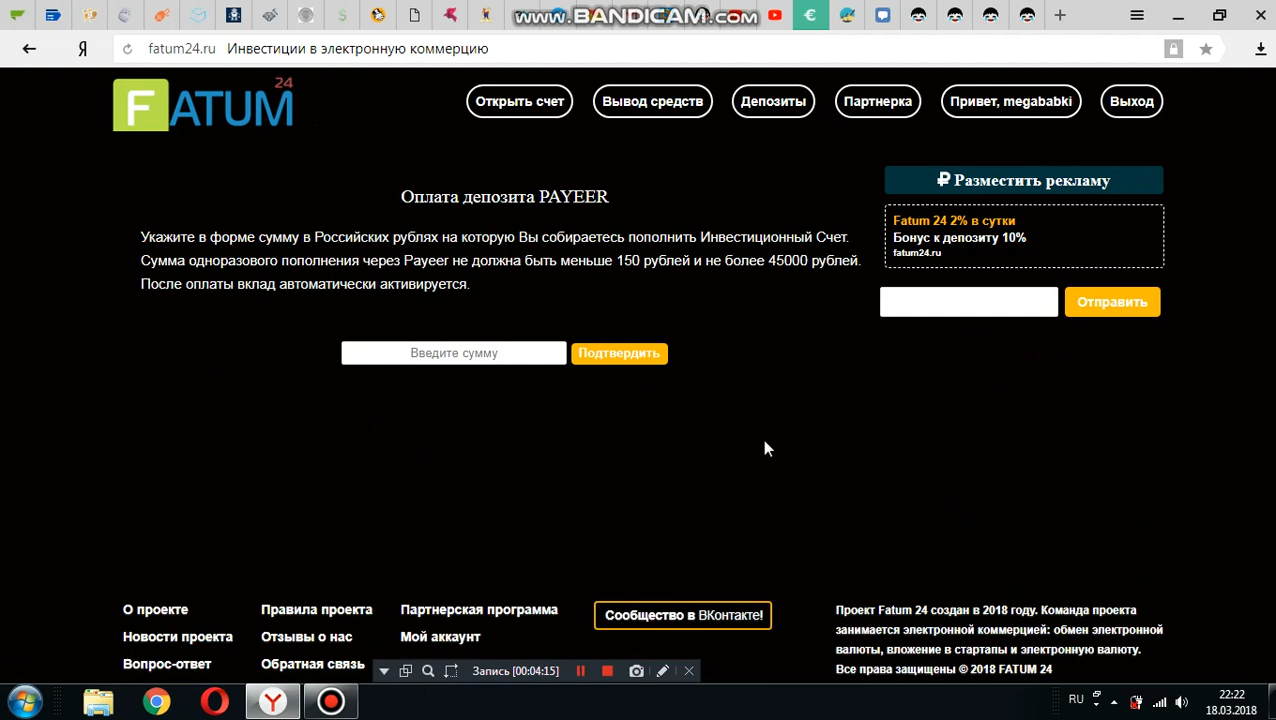 www.BANDICAM.com
fatum24.ru Инвестиции в электронную коммерцию
FATUM 24
Открыть счет
Вывод средств
Депозиты
Партнерка
Привет, megababki
Выход
Оплата депозита PAYEER
Укажите в форме сумму в Российских рублях на которую Вы собираетесь пополнить Инвестиционный Счет.
Сумма одноразового пополнения через Payeer не должна быть меньше 150 рублей и не более 45000 рублей.
После оплаты вклад автоматически активируется.
Введите сумму
Подтвердить
₽ Разместить рекламу
Fatum 24 2% в сутки
Бонус к депозиту 10%
fatum24.ru
Отправить
О проекте
Правила проекта
Партнерская программа
Новости проекта
Отзывы о нас
Мой аккаунт
Вопрос-ответ
Обратная связь
Сообщество в ВКонтакте!
Проект Fatum 24 создан в 2018 году. Команда проекта
занимается электронной коммерцией: обмен электронной
валюты, вложение в стартапы и электронную валюту.
Все права защищены © 2018 FATUM 24
Запись [00:04:15]
RU
22:22
18.03.2018